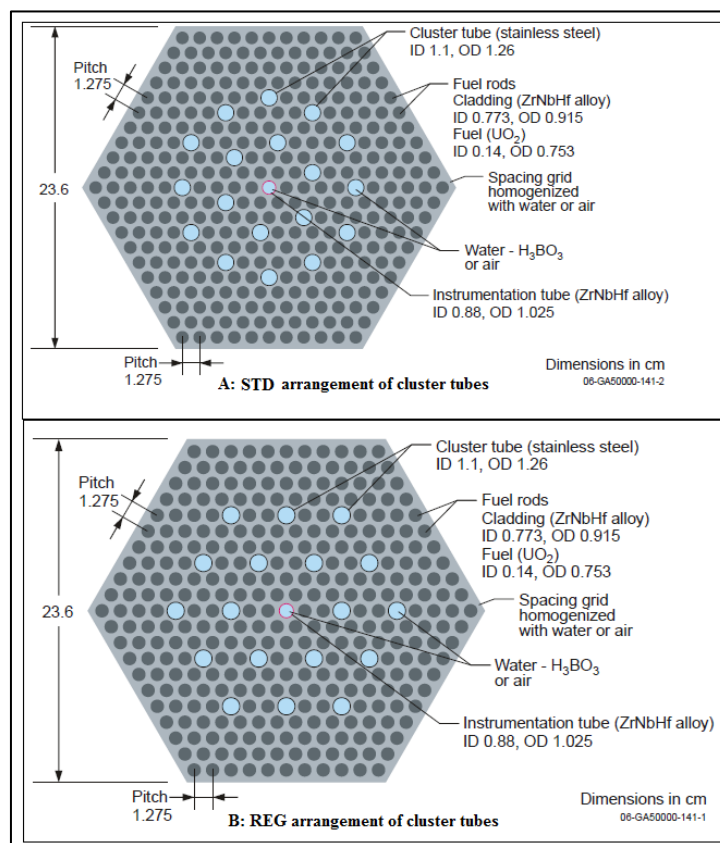 Cluster tube (stainless steel)
ID 1.1, OD 1.26
Pitch
1.275
Fuel rods
Cladding (ZrNbHf alloy)
ID 0.773, OD 0.915
Fuel (UO2)
ID 0.14, OD 0.753
23.6
Spacing grid
homogenized
with water or air
Water - H3BO3
or air
Instrumentation tube (ZrNbHf alloy)
ID 0.88, OD 1.025
Pitch
1.275
Dimensions in cm
A: STD arrangement of cluster tubes
06-GA50000-141-2
Cluster tube (stainless steel)
ID 1.1, OD 1.26
Pitch
1.275
Fuel rods
Cladding (ZrNbHf alloy)
ID 0.773, OD 0.915
Fuel (UO2)
ID 0.14, OD 0.753
23.6
Spacing grid
homogenized
with water or air
Water - H3BO3
or air
Instrumentation tube (ZrNbHf alloy)
ID 0.88, OD 1.025
Pitch
1.275
Dimensions in cm
B: REG arrangement of cluster tubes
06-GA50000-141-1